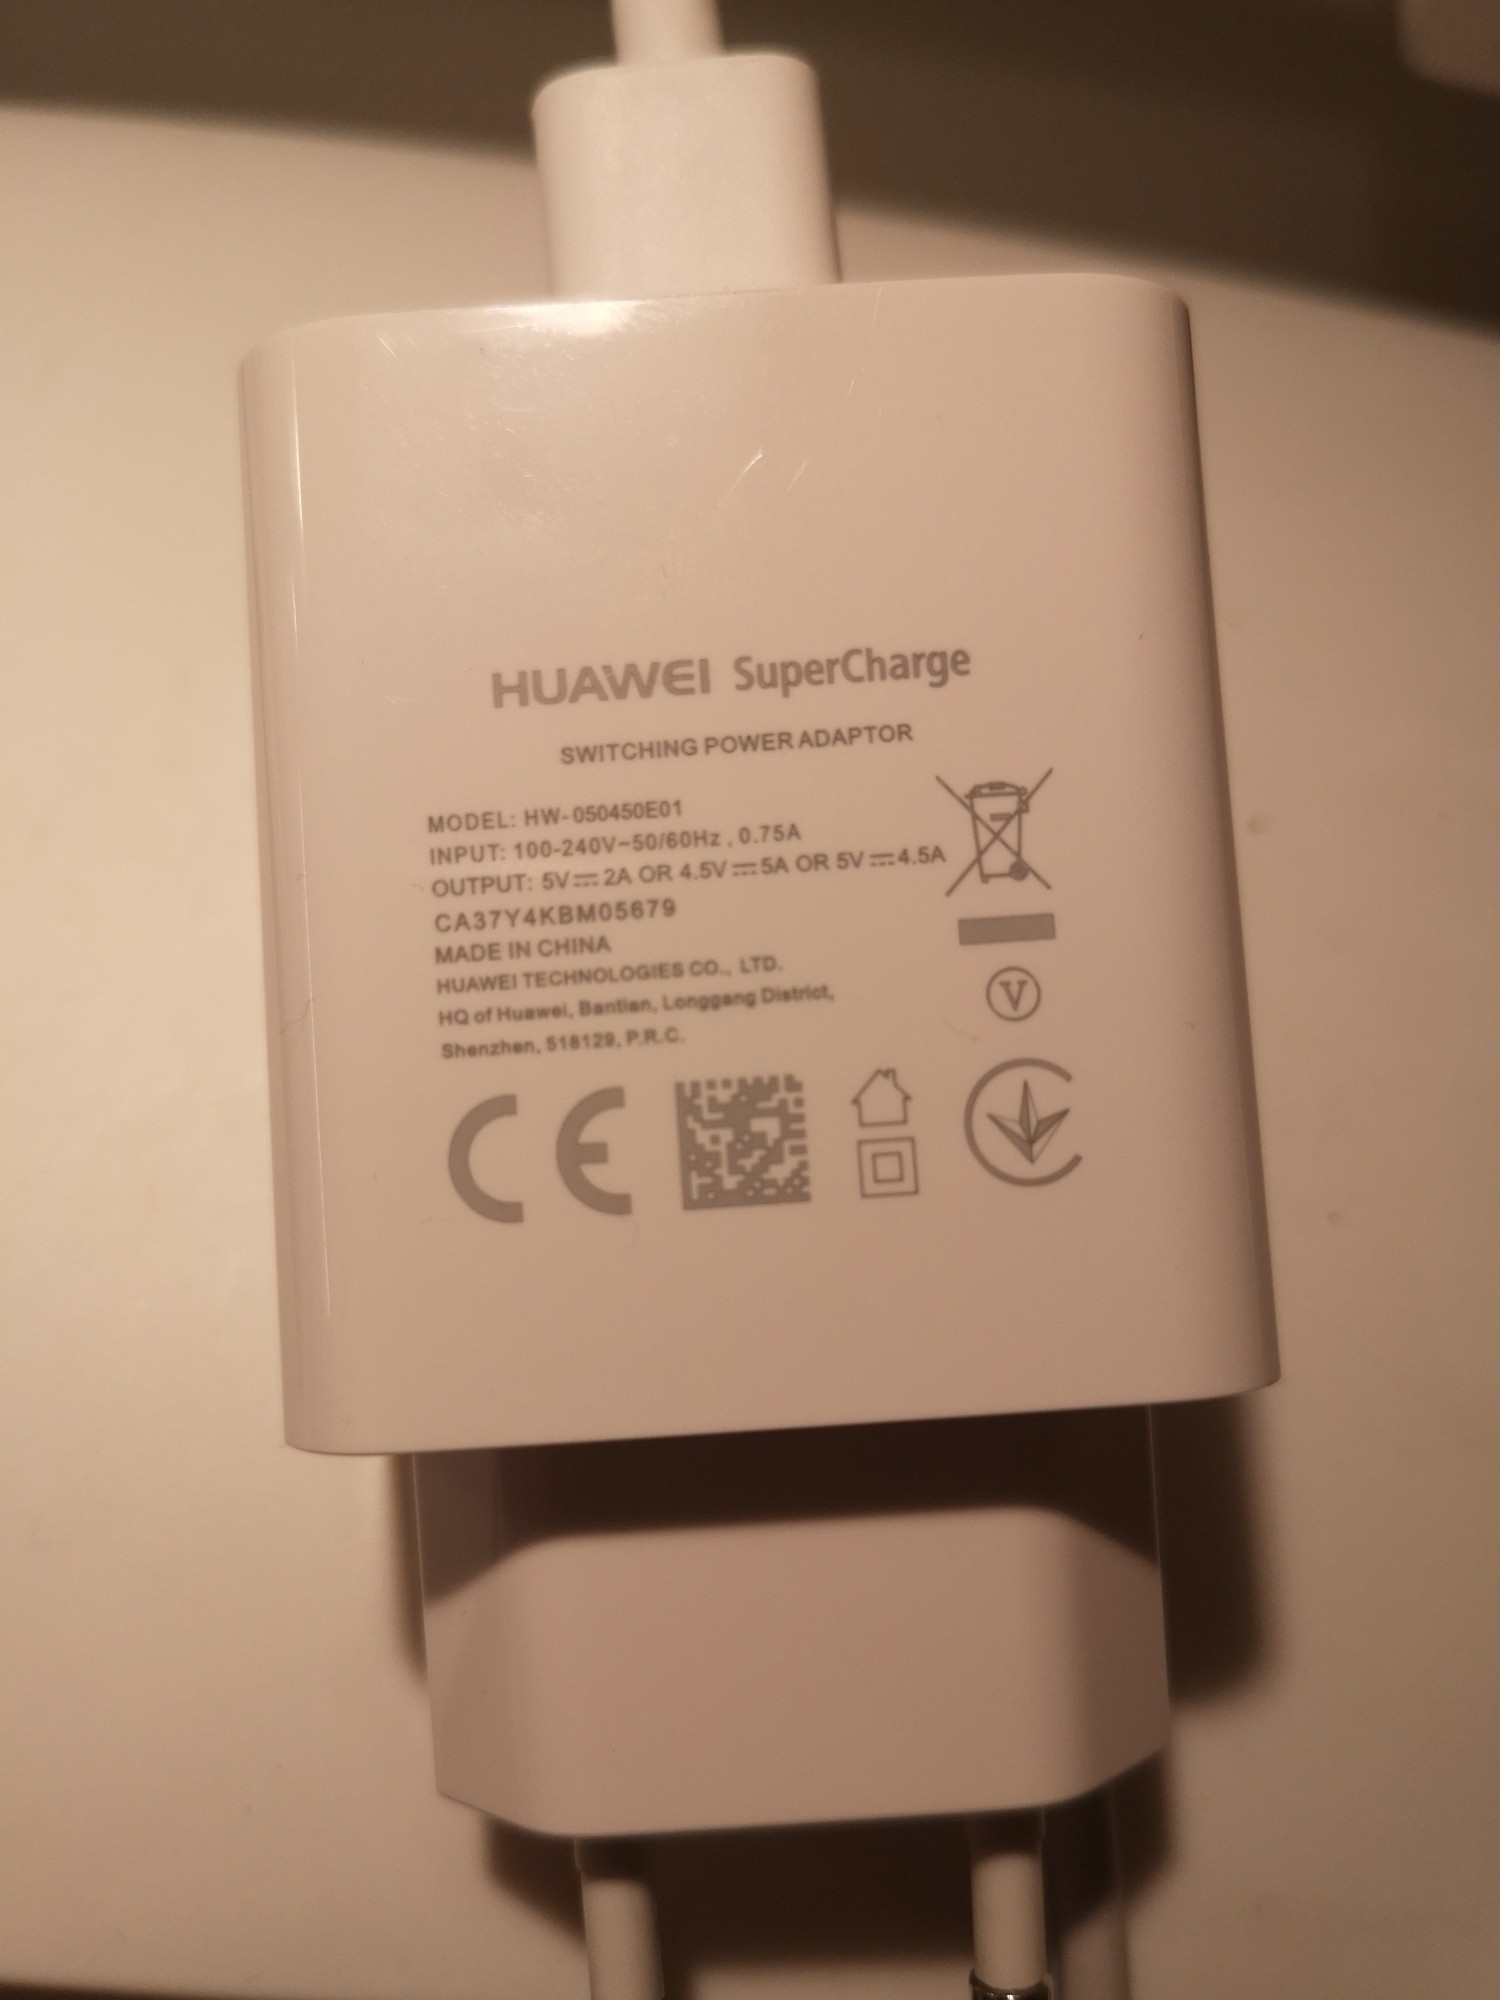 HUAWEI SuperCharge
SWITCHING POWER ADAPTOR
MODEL: HW-050450E01
INPUT: 100-240V~50/60Hz, 0.75A
OUTPUT: 5V⎓2A OR 4.5V⎓5A OR 5V⎓4.5A
CA37Y4KBM05679
MADE IN CHINA
HUAWEI TECHNOLOGIES CO., LTD.
HQ of Huawei, Bantian, Longgang District,
Shenzhen, 518129, P.R.C.
V
CE